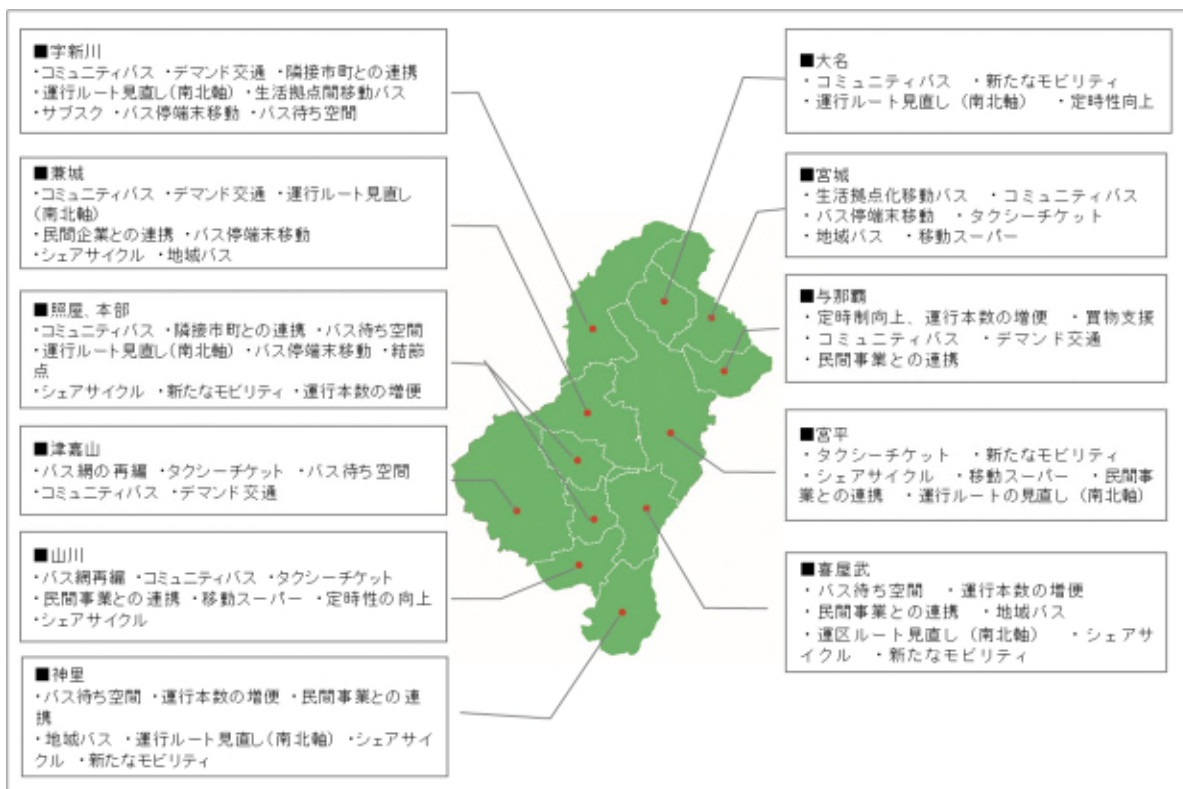 ■字新川
・コミュニティバス ・デマンド交通 ・隣接市町との連携
・運行ルート見直し(南北軸) ・生活拠点間移動バス
・サブスク ・バス停端末移動 ・バス待ち空間
■兼城
・コミュニティバス ・デマンド交通 ・運行ルート見直し
(南北軸)
・民間企業との連携 ・バス停端末移動
・シェアサイクル ・地域バス
■照屋、本部
・コミュニティバス ・隣接市町との連携 ・バス待ち空間
・運行ルート見直し(南北軸) ・バス停端末移動 ・結節
点
・シェアサイクル ・新たなモビリティ ・運行本数の増便
■津嘉山
・バス網の再編 ・タクシーチケット ・バス待ち空間
・コミュニティバス ・デマンド交通
■山川
・バス網再編 ・コミュニティバス ・タクシーチケット
・民間事業との連携 ・移動スーパー ・定時性の向上
・シェアサイクル
■神里
・バス待ち空間 ・運行本数の増便 ・民間事業との連
携
・地域バス ・運行ルート見直し(南北軸) ・シェアサイ
クル ・新たなモビリティ
■大名
・コミュニティバス ・新たなモビリティ
・運行ルート見直し(南北軸) ・定時性向上
■宮城
・生活拠点化移動バス ・コミュニティバス
・バス停端末移動 ・タクシーチケット
・地域バス ・移動スーパー
■与那覇
・定時制向上、運行本数の増便 ・買物支援
・コミュニティバス ・デマンド交通
・民間事業との連携
■宮平
・タクシーチケット ・新たなモビリティ
・シェアサイクル ・移動スーパー ・民間事
業との連携 ・運行ルートの見直し(南北軸)
■喜屋武
・バス待ち空間 ・運行本数の増便
・民間事業との連携 ・地域バス
・運区ルート見直し(南北軸) ・シェアサ
イクル ・新たなモビリティ